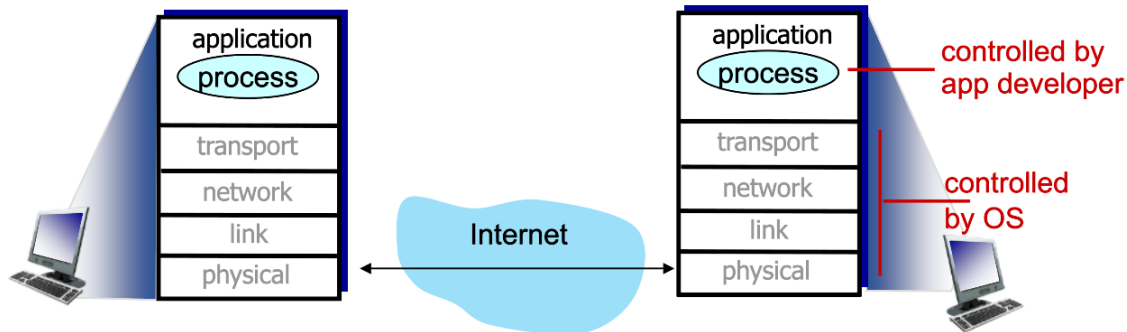 application
process
transport
network
link
physical
Internet
application
process
transport
network
link
physical
controlled by
app developer
controlled
by OS